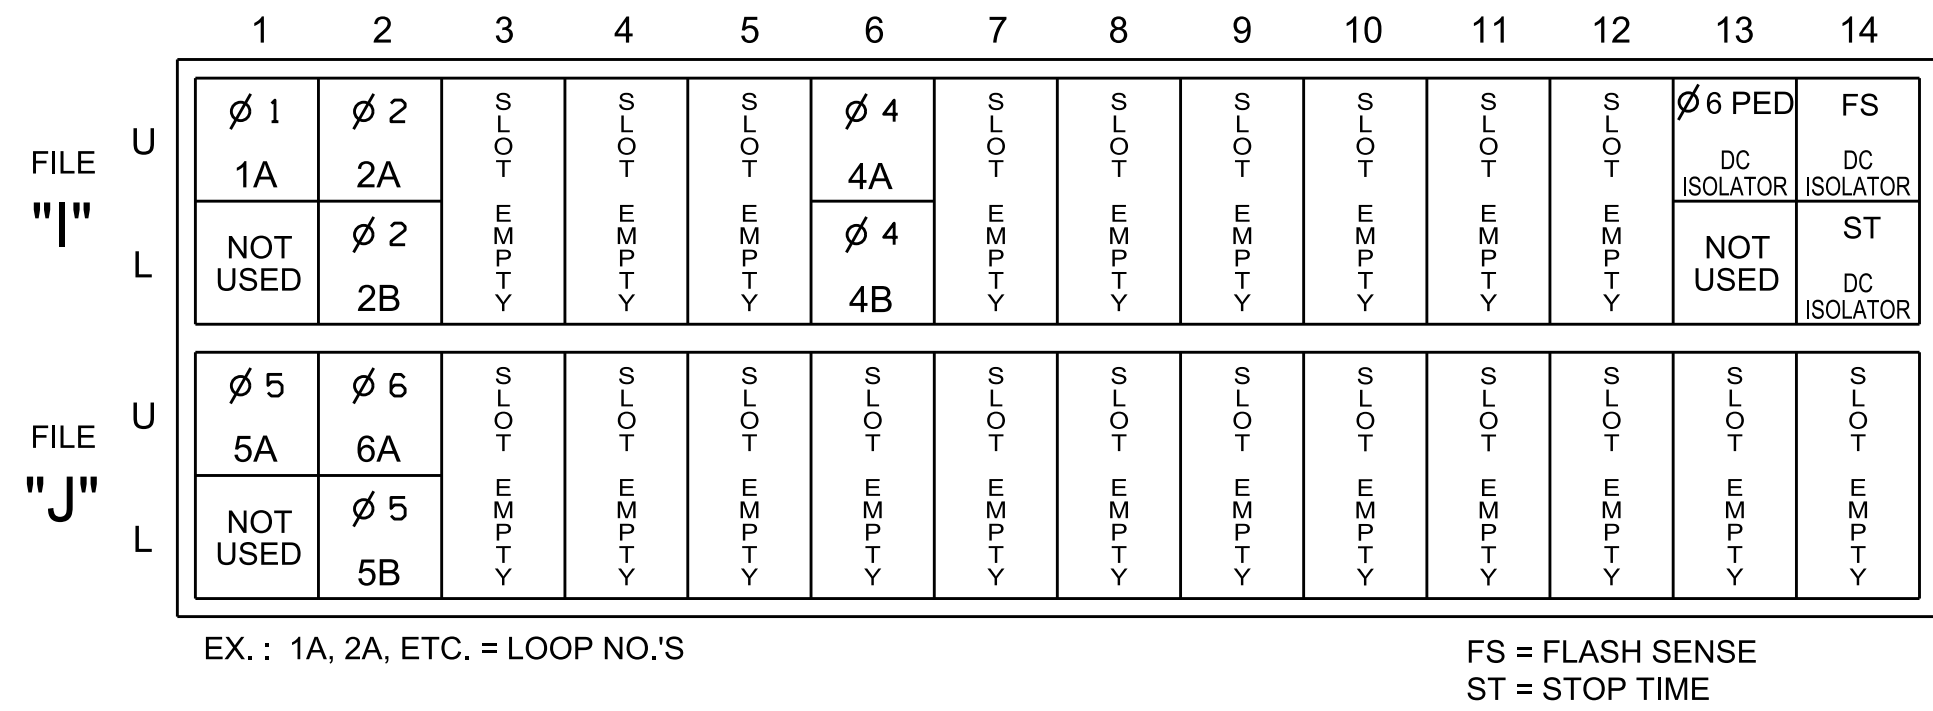 1 2 3 4 5 6 7 8 9 10 11 12 13 14
FILE "I"
U
ø 1 1A
ø 2 2A
SLOT EMPTY
SLOT EMPTY
SLOT EMPTY
ø 4 4A
SLOT EMPTY
SLOT EMPTY
SLOT EMPTY
SLOT EMPTY
SLOT EMPTY
SLOT EMPTY
ø 6 PED DC ISOLATOR
FS DC ISOLATOR
L
NOT USED
ø 2 2B
ø 4 4B
NOT USED
ST DC ISOLATOR
FILE "J"
U
ø 5 5A
ø 6 6A
SLOT EMPTY
SLOT EMPTY
SLOT EMPTY
SLOT EMPTY
SLOT EMPTY
SLOT EMPTY
SLOT EMPTY
SLOT EMPTY
SLOT EMPTY
SLOT EMPTY
SLOT EMPTY
SLOT EMPTY
L
NOT USED
ø 5 5B
EX.: 1A, 2A, ETC. = LOOP NO.'S
FS = FLASH SENSE
ST = STOP TIME